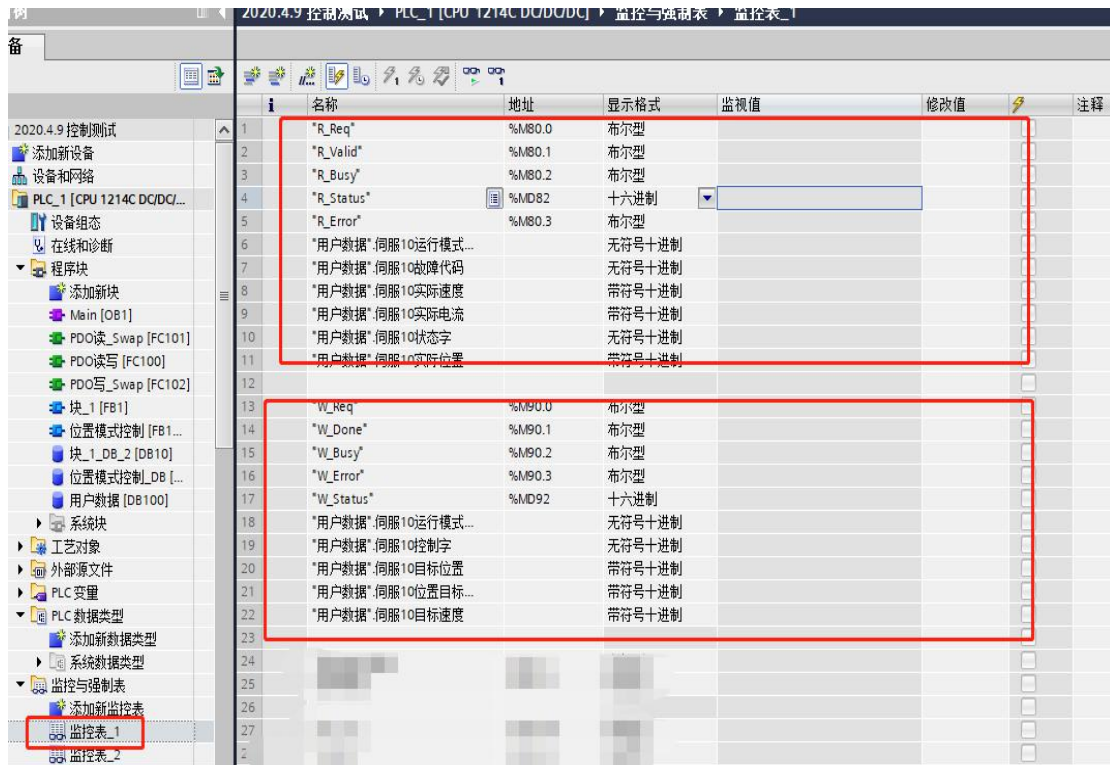 2020.4.9 控制测试 ▸ PLC_1 [CPU 1214C DC/DC/DC] ▸ 监控与强制表 ▸ 监控表_1
备
i 名称 地址 显示格式 监视值 修改值 注释
2020.4.9 控制测试
添加新设备
设备和网络
PLC_1 [CPU 1214C DC/DC/...
设备组态
在线和诊断
程序块
添加新块
Main [OB1]
PDO读_Swap [FC101]
PDO读写 [FC100]
PDO写_Swap [FC102]
块_1 [FB1]
位置模式控制 [FB1...
块_1_DB_2 [DB10]
位置模式控制_DB [...
用户数据 [DB100]
系统块
工艺对象
外部源文件
PLC 变量
PLC 数据类型
添加新数据类型
系统数据类型
监控与强制表
添加新监控表
监控表_1
监控表_2
1 "R_Req" %M80.0 布尔型
2 "R_Valid" %M80.1 布尔型
3 "R_Busy" %M80.2 布尔型
4 "R_Status" %MD82 十六进制
5 "R_Error" %M80.3 布尔型
6 "用户数据".伺服10运行模式... 无符号十进制
7 "用户数据".伺服10故障代码 无符号十进制
8 "用户数据".伺服10实际速度 带符号十进制
9 "用户数据".伺服10实际电流 带符号十进制
10 "用户数据".伺服10状态字 无符号十进制
11 "用户数据".伺服10实际位置 带符号十进制
12
13 "W_Req" %M90.0 布尔型
14 "W_Done" %M90.1 布尔型
15 "W_Busy" %M90.2 布尔型
16 "W_Error" %M90.3 布尔型
17 "W_Status" %MD92 十六进制
18 "用户数据".伺服10运行模式... 无符号十进制
19 "用户数据".伺服10控制字 无符号十进制
20 "用户数据".伺服10目标位置 带符号十进制
21 "用户数据".伺服10位置目标... 带符号十进制
22 "用户数据".伺服10目标速度 带符号十进制
23
24
25
26
27